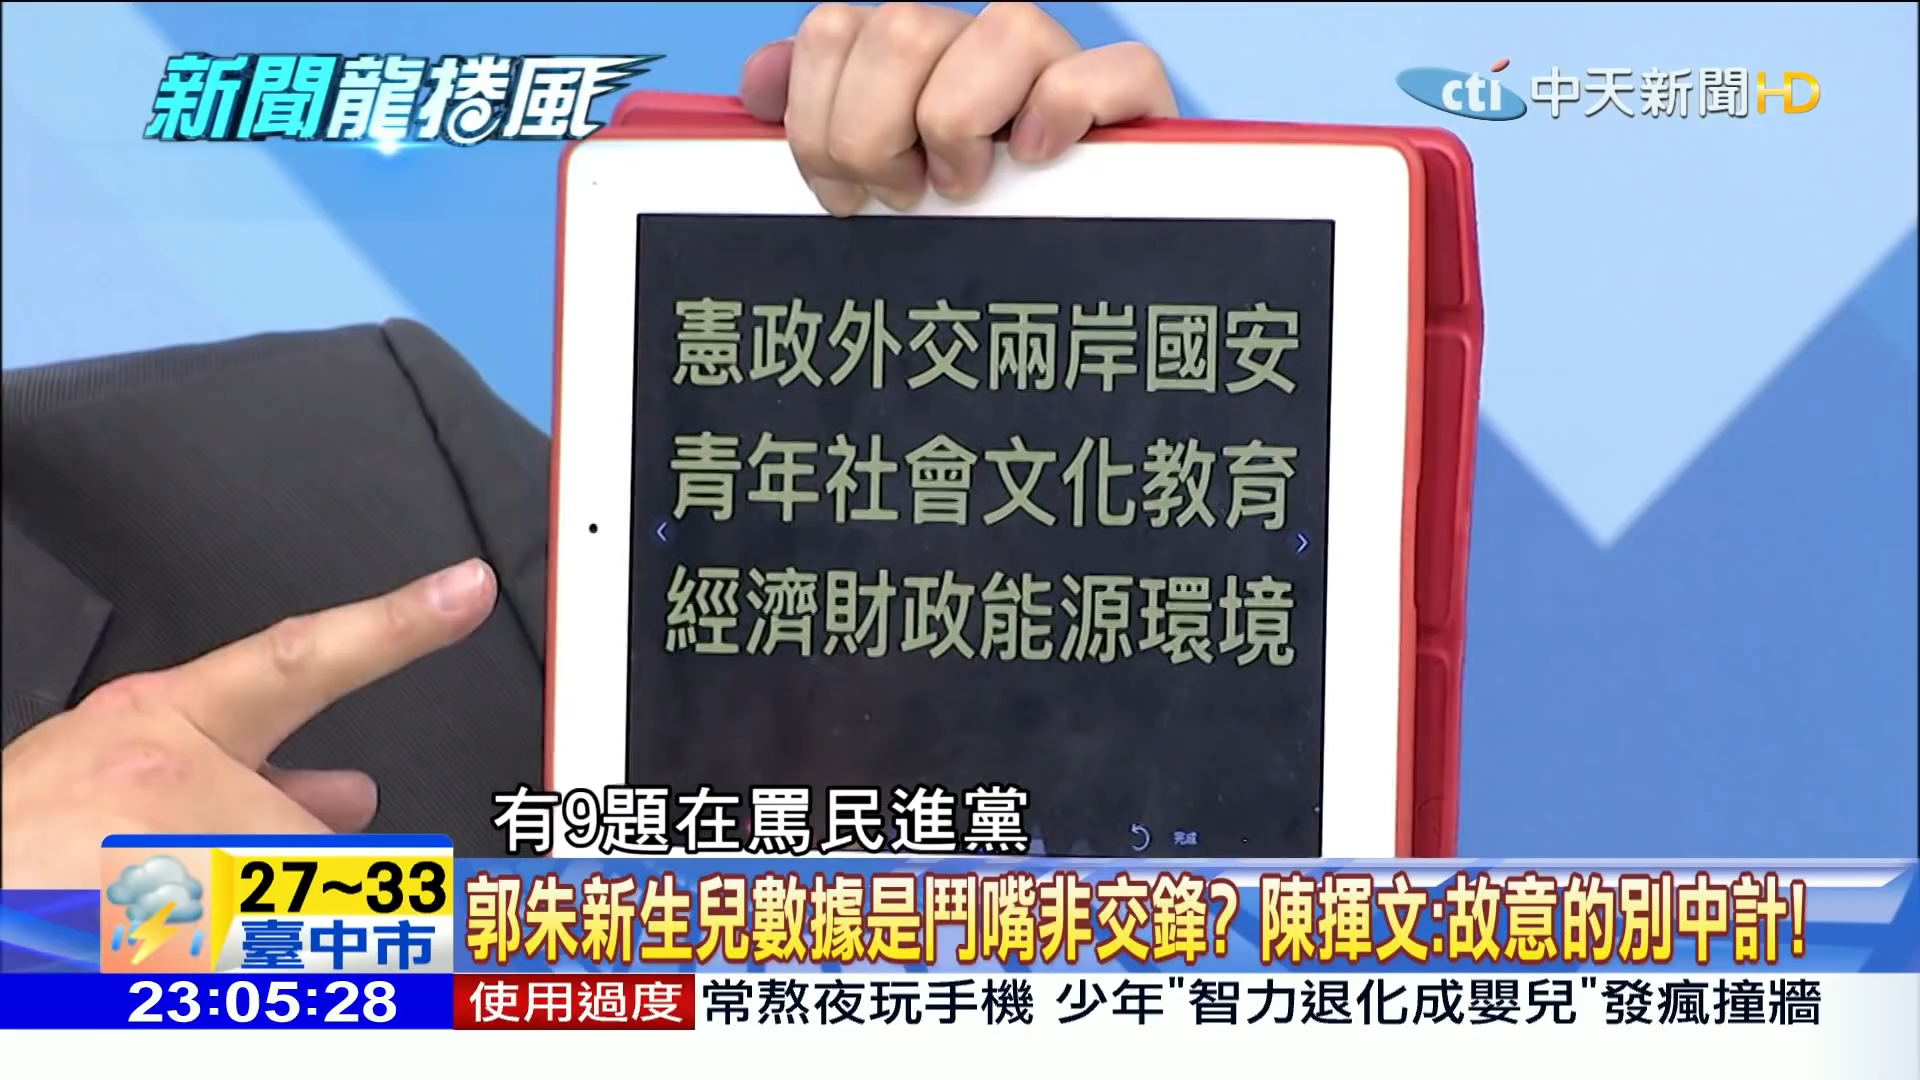 新聞龍捲風
cti 中天新聞HD
憲政外交兩岸國安
青年社會文化教育
經濟財政能源環境
完成
有9題在罵民進黨
27~33
臺中市
郭朱新生兒數據是鬥嘴非交鋒? 陳揮文:故意的別中計!
23:05:28
使用過度 常熬夜玩手機 少年"智力退化成嬰兒"發瘋撞牆